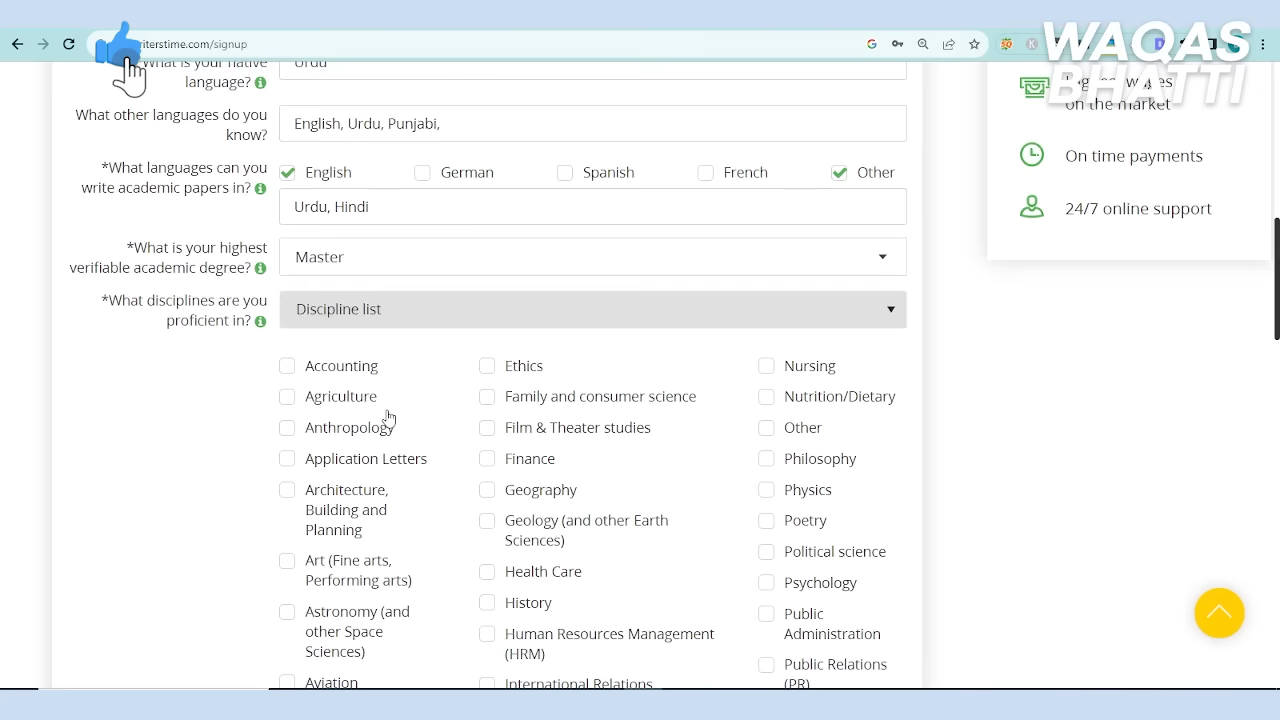 WAQAS
BHATTI
riterstime.com/signup
What is your native
language?
Urdu
What other languages do you
know?
English, Urdu, Punjabi,
*What languages can you
write academic papers in?
English
German
Spanish
French
Other
Urdu, Hindi
*What is your highest
verifiable academic degree?
Master
*What disciplines are you
proficient in?
Discipline list
Accounting
Agriculture
Anthropology
Application Letters
Architecture,
Building and
Planning
Art (Fine arts,
Performing arts)
Astronomy (and
other Space
Sciences)
Aviation
Ethics
Family and consumer science
Film & Theater studies
Finance
Geography
Geology (and other Earth
Sciences)
Health Care
History
Human Resources Management
(HRM)
International Relations
Nursing
Nutrition/Dietary
Other
Philosophy
Physics
Poetry
Political science
Psychology
Public
Administration
Public Relations
(PR)
wages
on the market
On time payments
24/7 online support